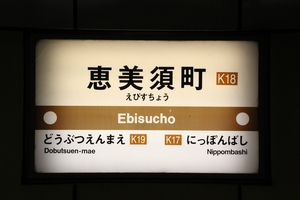 恵美須町 K18
えびすちょう
Ebisucho
どうぶつえんまえ K19 K17 にっぽんばし
Dobutsuen-mae Nippombashi